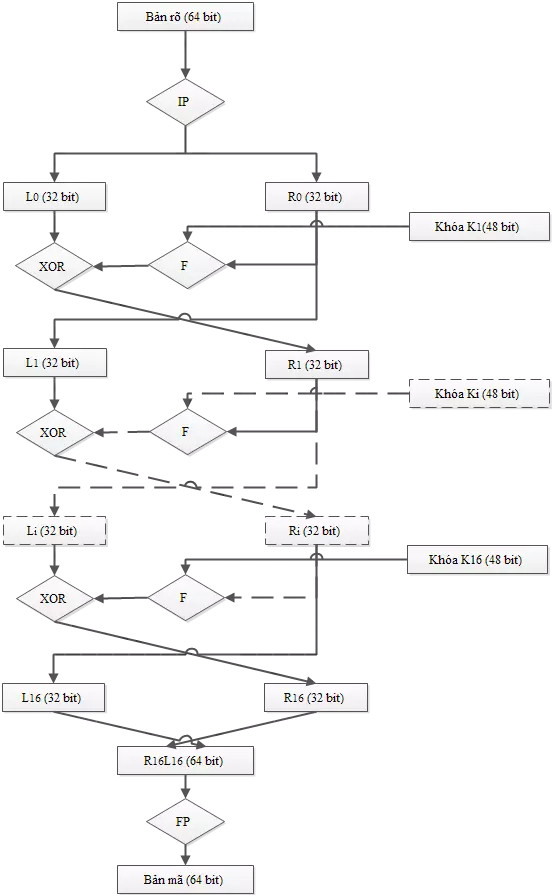 Bản rõ (64 bit)
IP
L0 (32 bit)
R0 (32 bit)
Khóa K1(48 bit)
XOR
F
L1 (32 bit)
R1 (32 bit)
Khóa Ki (48 bit)
XOR
F
Li (32 bit)
Ri (32 bit)
Khóa K16 (48 bit)
XOR
F
L16 (32 bit)
R16 (32 bit)
R16L16 (64 bit)
FP
Bản mã (64 bit)